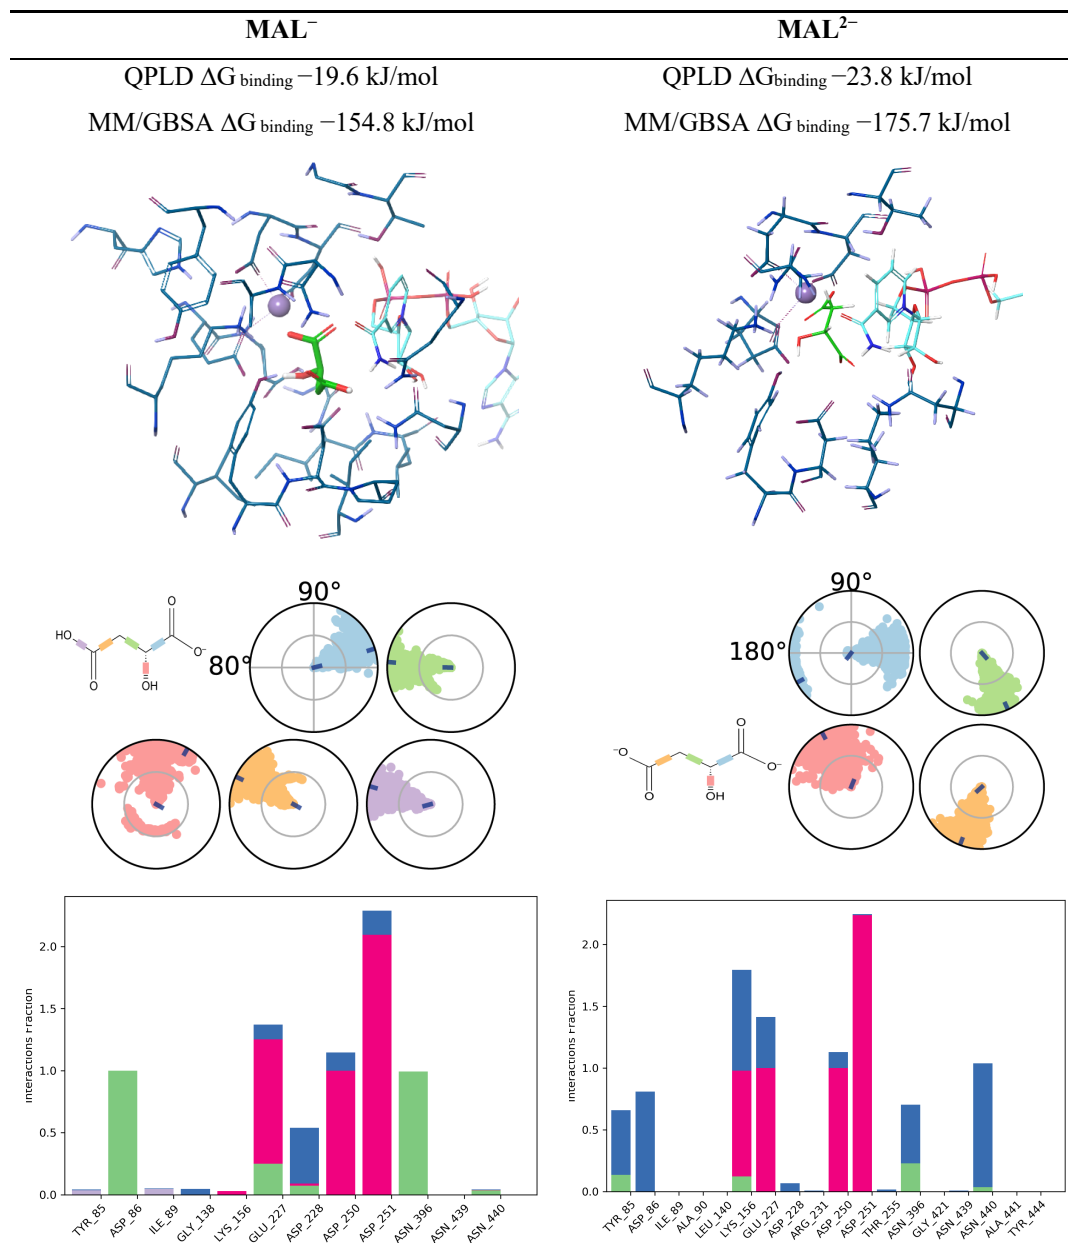 MAL⁻ MAL²⁻
QPLD ΔG binding −19.6 kJ/mol QPLD ΔGbinding −23.8 kJ/mol
MM/GBSA ΔG binding −154.8 kJ/mol MM/GBSA ΔG binding −175.7 kJ/mol
90°
90°
O
HO
O⁻
80°
O
OH
180°
O
⁻O
O⁻
O
OH
Interactions Fraction
2.0
1.5
1.0
0.5
0.0
TYR_85
ASP_86
ILE_89
GLY_138
LYS_156
GLU_227
ASP_228
ASP_250
ASP_251
ASN_396
ASN_439
ASN_440
Interactions Fraction
2.0
1.5
1.0
0.5
0.0
TYR_85
ASP_86
ILE_89
ALA_90
LEU_140
LYS_156
GLU_227
ASP_228
ARG_231
ASP_250
ASP_251
THR_255
ASN_396
GLY_421
ASN_439
ASN_440
ALA_441
TYR_444